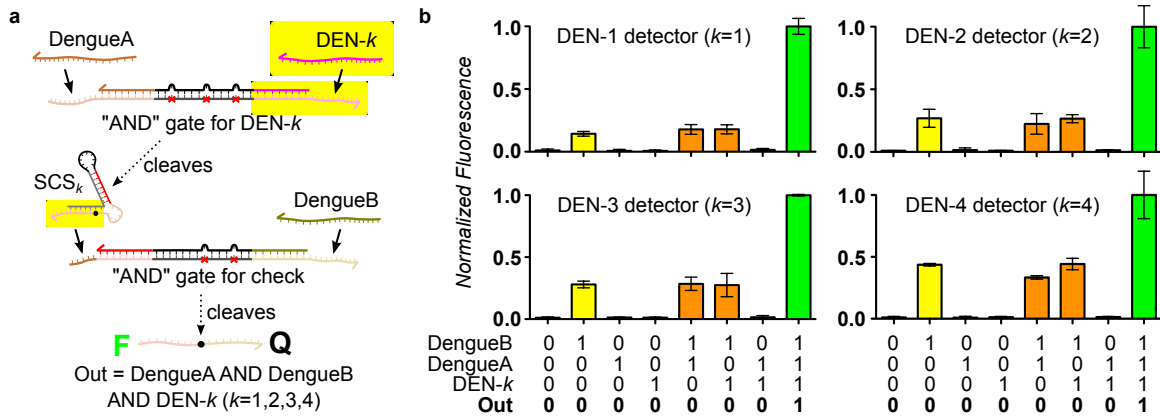 a
DengueA
DEN-k
"AND" gate for DEN-k
cleaves
SCSk
DengueB
"AND" gate for check
cleaves
F Q
Out = DengueA AND DengueB
AND DEN-k (k=1,2,3,4)
b
Normalized Fluorescence
1.0
0.5
0.0
DEN-1 detector (k=1)
1.0
0.5
0.0
DEN-2 detector (k=2)
1.0
0.5
0.0
DEN-3 detector (k=3)
1.0
0.5
0.0
DEN-4 detector (k=4)
DengueB 0 1 0 0 1 1 0 1 0 1 0 0 1 1 0 1
DengueA 0 0 1 0 1 0 1 1 0 0 1 0 1 0 1 1
DEN-k 0 0 0 1 0 1 1 1 0 0 0 1 0 1 1 1
Out 0 0 0 0 0 0 0 1 0 0 0 0 0 0 0 1